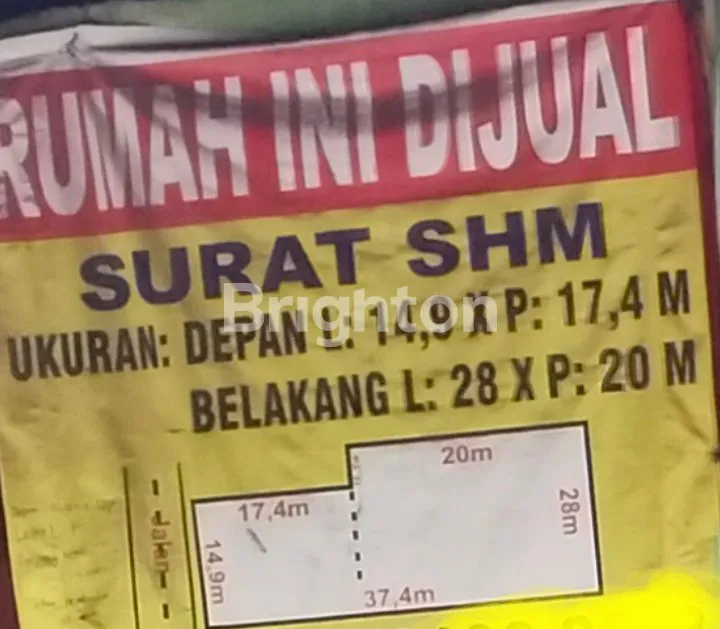 RUMAH INI DIJUAL
SURAT SHM
Brighton
UKURAN: DEPAN L: 14,9 X P: 17,4 M
BELAKANG L: 28 X P: 20 M
20m
17,4m
28m
Jalan
14,9m
37,4m